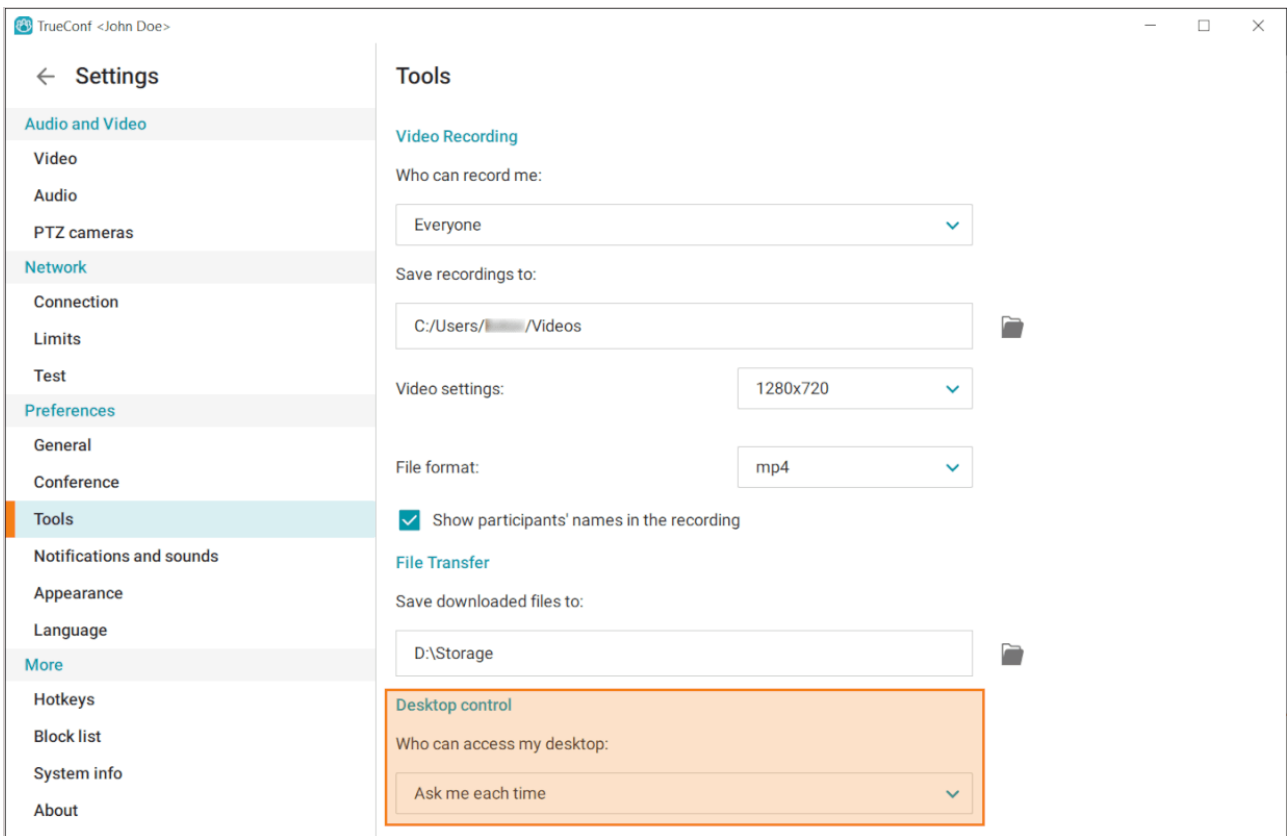 TrueConf <John Doe>
Settings
Audio and Video
Video
Audio
PTZ cameras
Network
Connection
Limits
Test
Preferences
General
Conference
Tools
Notifications and sounds
Appearance
Language
More
Hotkeys
Block list
System info
About
Tools
Video Recording
Who can record me:
Everyone
Save recordings to:
C:/Users/ /Videos
Video settings: 1280x720
File format: mp4
Show participants' names in the recording
File Transfer
Save downloaded files to:
D:\Storage
Desktop control
Who can access my desktop:
Ask me each time